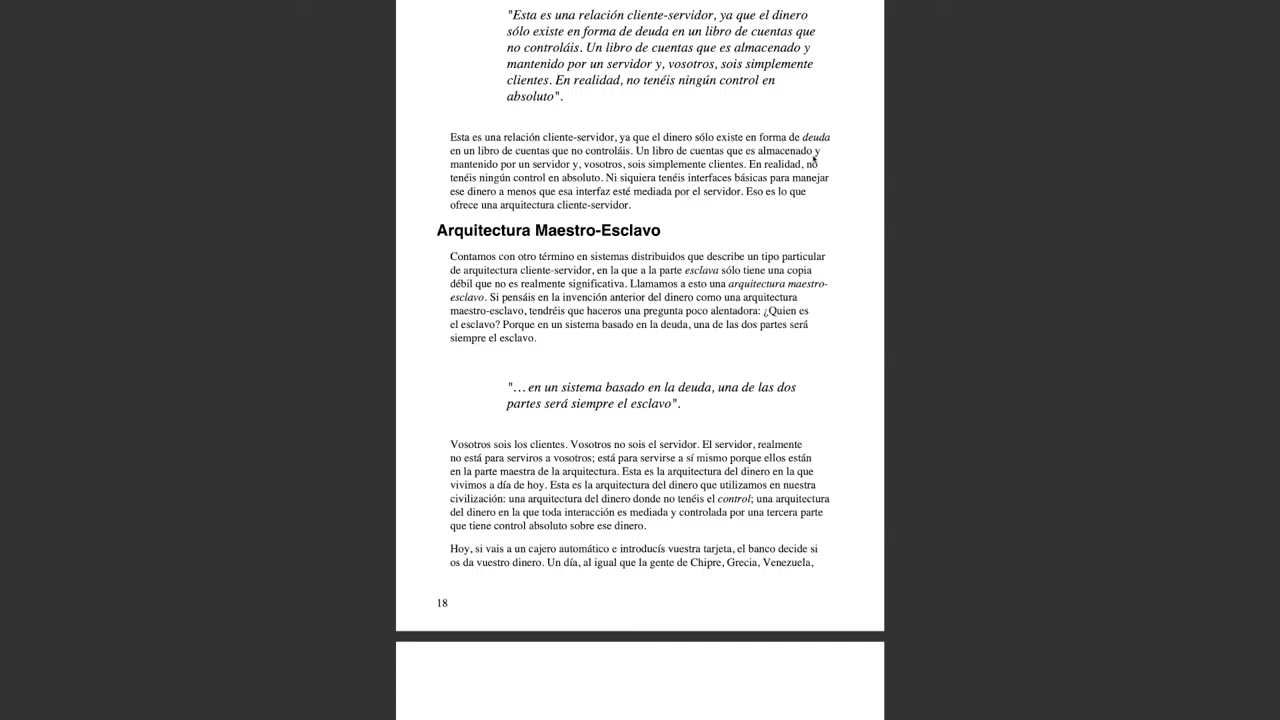 "Esta es una relación cliente-servidor, ya que el dinero
sólo existe en forma de deuda en un libro de cuentas que
no controláis. Un libro de cuentas que es almacenado y
mantenido por un servidor y, vosotros, sois simplemente
clientes. En realidad, no tenéis ningún control en
absoluto".
Esta es una relación cliente-servidor, ya que el dinero sólo existe en forma de deuda
en un libro de cuentas que no controláis. Un libro de cuentas que es almacenado y
mantenido por un servidor y, vosotros, sois simplemente clientes. En realidad, no
tenéis ningún control en absoluto. Ni siquiera tenéis interfaces básicas para manejar
ese dinero a menos que esa interfaz esté mediada por el servidor. Eso es lo que
ofrece una arquitectura cliente-servidor.
Arquitectura Maestro-Esclavo
Contamos con otro término en sistemas distribuidos que describe un tipo particular
de arquitectura cliente-servidor, en la que a la parte esclava sólo tiene una copia
débil que no es realmente significativa. Llamamos a esto una arquitectura maestro-
esclavo. Si pensáis en la invención anterior del dinero como una arquitectura
maestro-esclavo, tendréis que haceros una pregunta poco alentadora: ¿Quien es
el esclavo? Porque en un sistema basado en la deuda, una de las dos partes será
siempre el esclavo.
"… en un sistema basado en la deuda, una de las dos
partes será siempre el esclavo".
Vosotros sois los clientes. Vosotros no sois el servidor. El servidor, realmente
no está para serviros a vosotros; está para servirse a sí mismo porque ellos están
en la parte maestra de la arquitectura. Esta es la arquitectura del dinero en la que
vivimos a día de hoy. Esta es la arquitectura del dinero que utilizamos en nuestra
civilización: una arquitectura del dinero donde no tenéis el control; una arquitectura
del dinero en la que toda interacción es mediada y controlada por una tercera parte
que tiene control absoluto sobre ese dinero.
Hoy, si vais a un cajero automático e introducís vuestra tarjeta, el banco decide si
os da vuestro dinero. Un día, al igual que la gente de Chipre, Grecia, Venezuela,
18